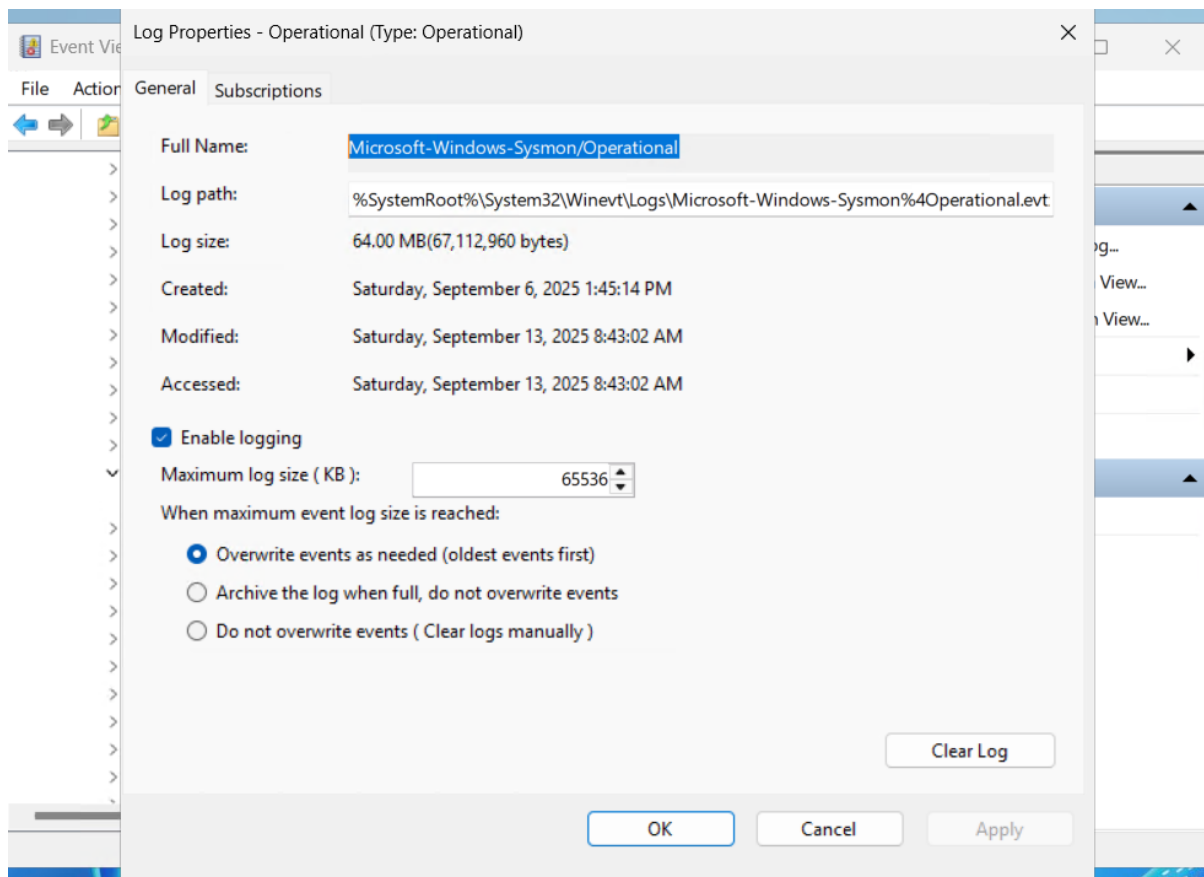 Log Properties - Operational (Type: Operational)
Event Vie
File Action
General Subscriptions
Full Name: Microsoft-Windows-Sysmon/Operational
Log path: %SystemRoot%\System32\Winevt\Logs\Microsoft-Windows-Sysmon%4Operational.evt
Log size: 64.00 MB(67,112,960 bytes)
og...
Created: Saturday, September 6, 2025 1:45:14 PM
View...
n View...
Modified: Saturday, September 13, 2025 8:43:02 AM
Accessed: Saturday, September 13, 2025 8:43:02 AM
Enable logging
Maximum log size ( KB ): 65536
When maximum event log size is reached:
Overwrite events as needed (oldest events first)
Archive the log when full, do not overwrite events
Do not overwrite events ( Clear logs manually )
Clear Log
OK Cancel Apply